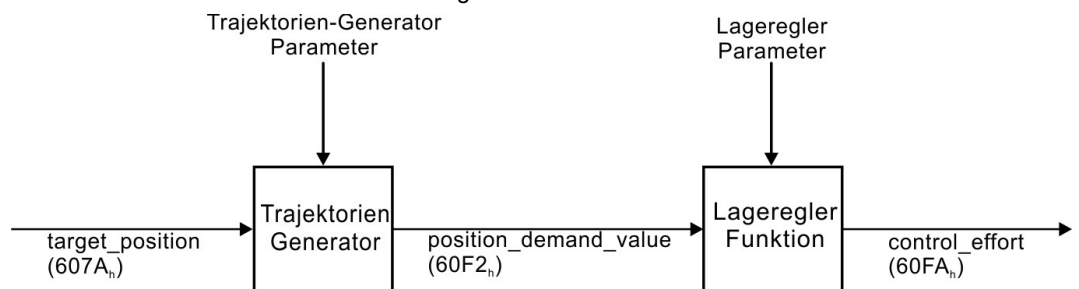 Trajektorien-Generator
Parameter
Lageregler
Parameter
Trajektorien
Generator
Lageregler
Funktion
target_position
(607Ah)
position_demand_value
(60F2h)
control_effort
(60FAh)